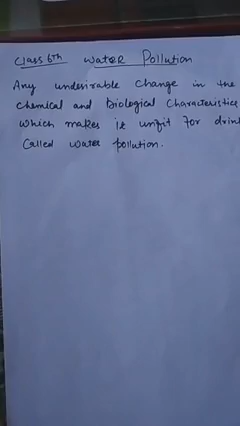 Class 6th Water Pollution
Any undesirable change in the
chemical and Biological characteristics
which makes it unfit for
called water pollution.